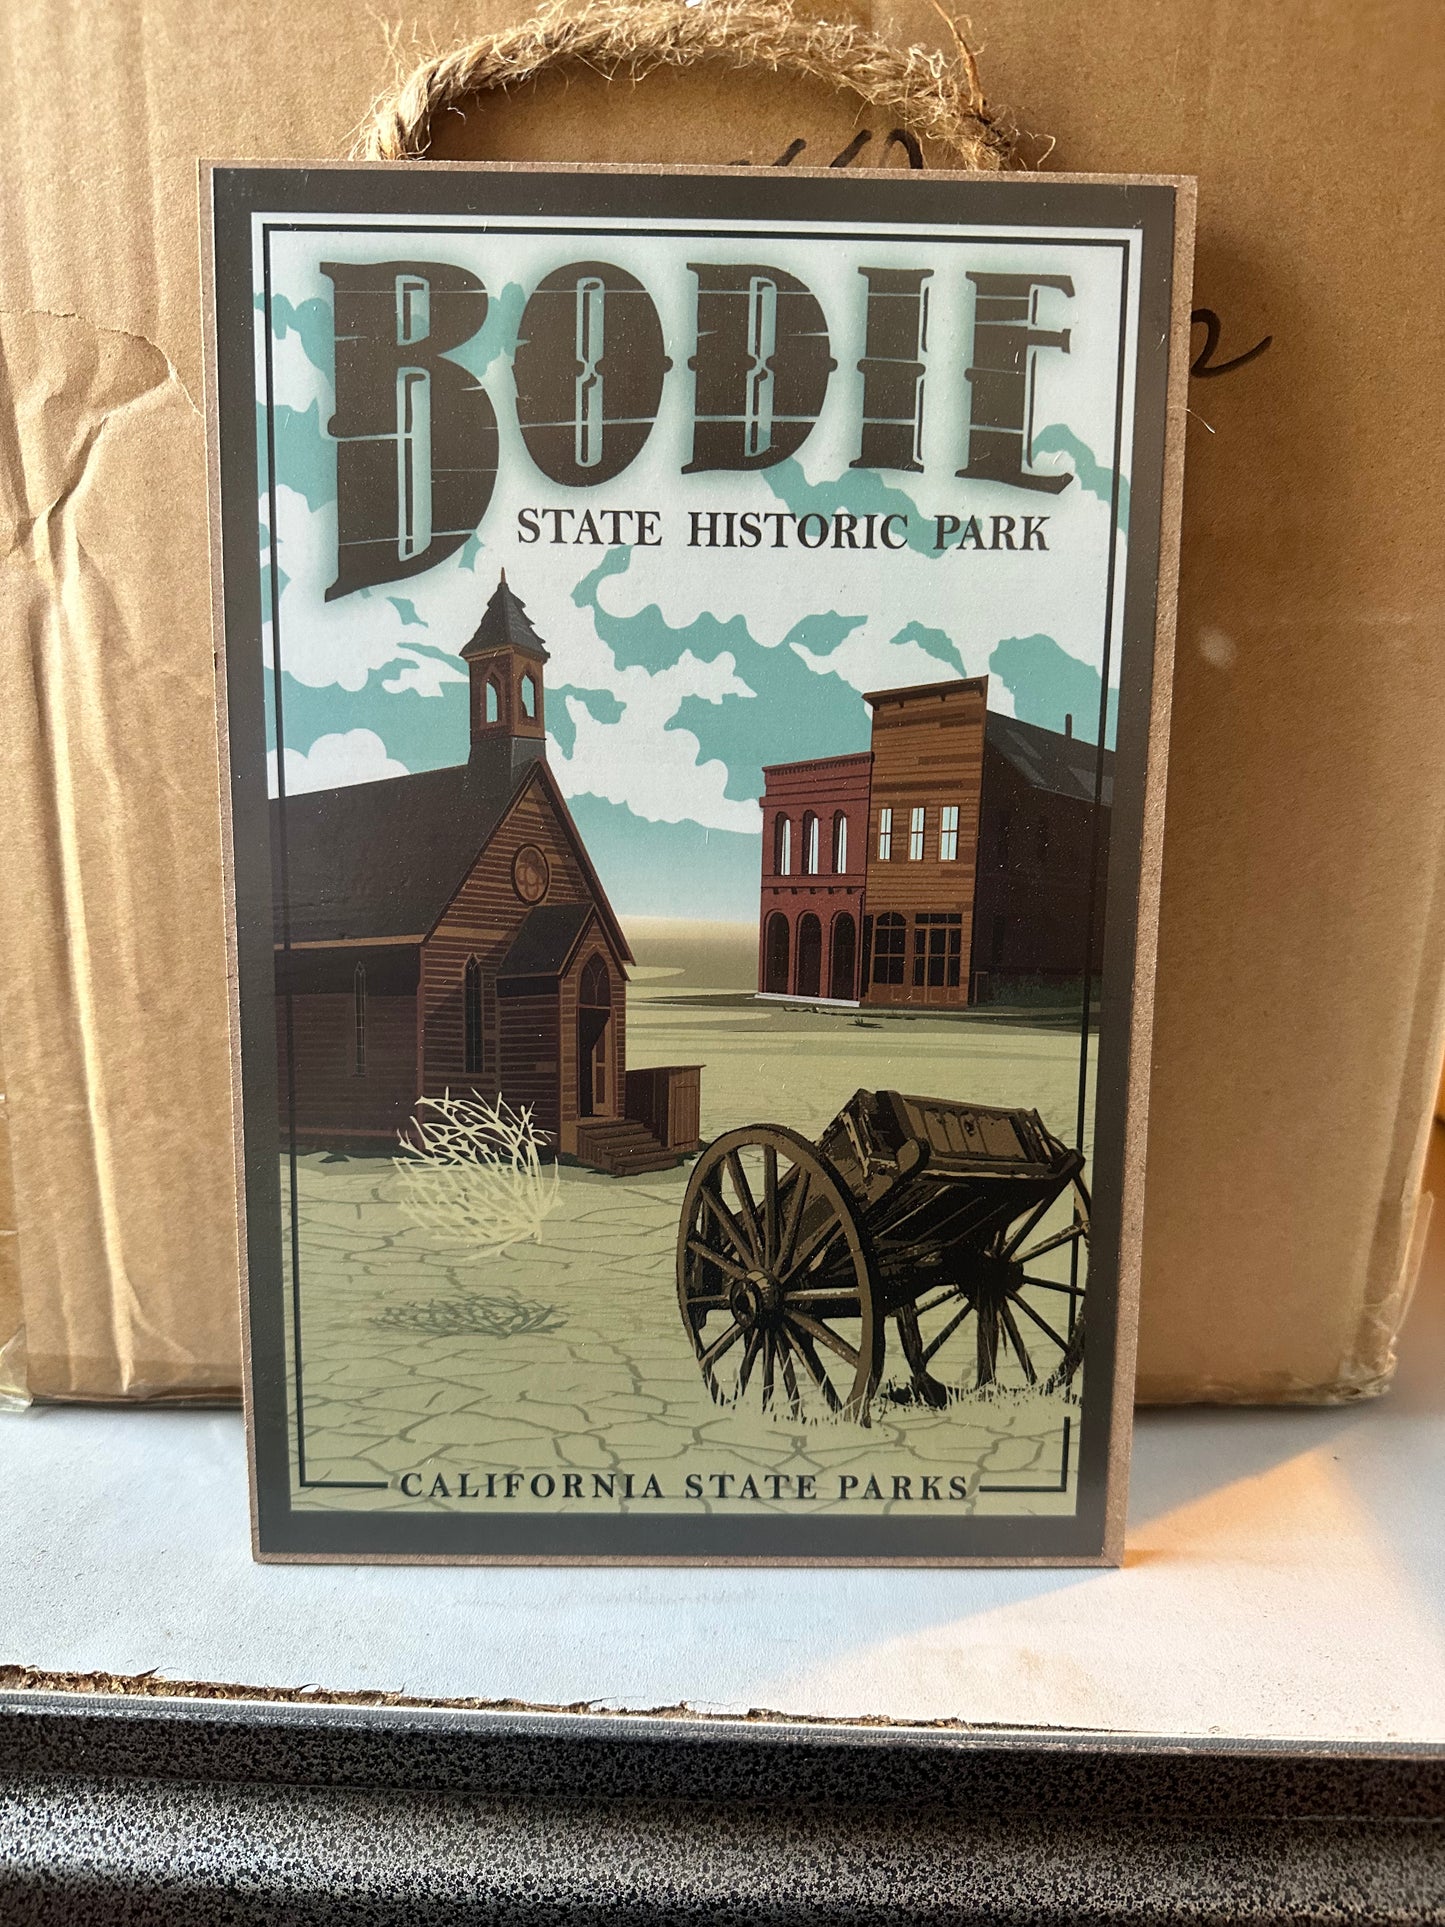 BODIE
STATE HISTORIC PARK
CALIFORNIA STATE PARKS